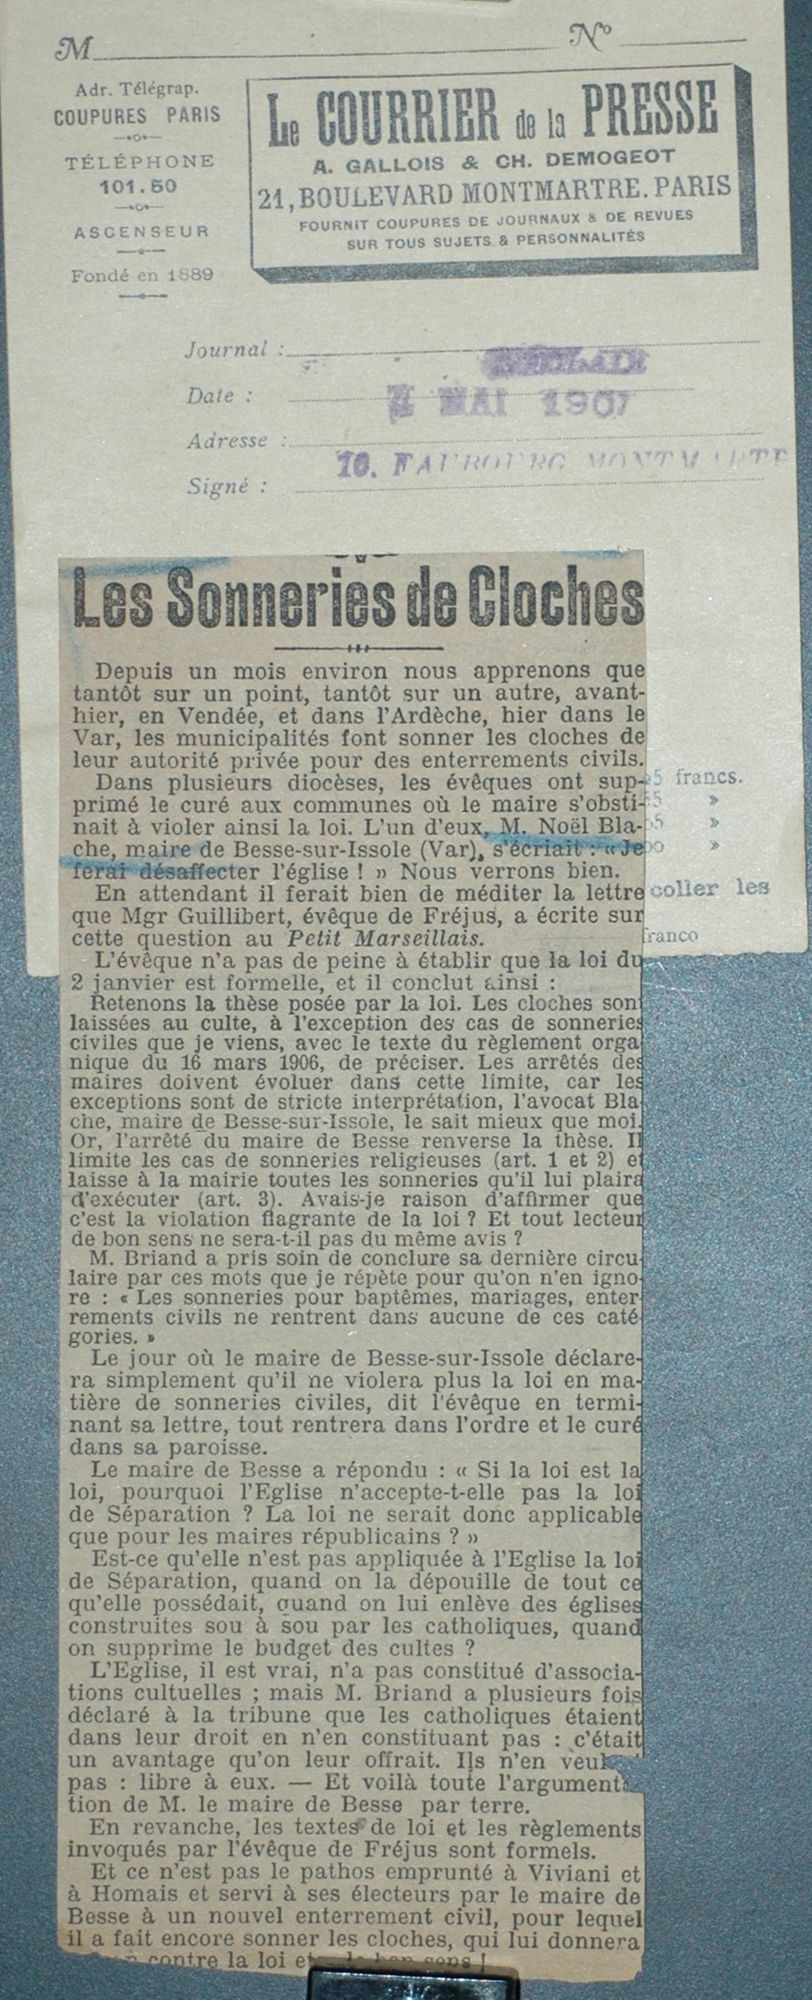 M N°
Adr. Télégrap.
COUPURES PARIS
TÉLÉPHONE
101.50
ASCENSEUR
Fondé en 1889
Le COURRIER de la PRESSE
A. GALLOIS & CH. DEMOGEOT
21, BOULEVARD MONTMARTRE. PARIS
FOURNIT COUPURES DE JOURNAUX & DE REVUES
SUR TOUS SUJETS & PERSONNALITÉS
Journal :
Date : MAI 1907
Adresse :
10. FAUBOURG MONTMARTE
Signé :
Les Sonneries de Cloches
Depuis un mois environ nous apprenons que
tantôt sur un point, tantôt sur un autre, avant-
hier, en Vendée, et dans l'Ardèche, hier dans le
Var, les municipalités font sonner les cloches de
leur autorité privée pour des enterrements civils.
Dans plusieurs diocèses, les évêques ont sup-
primé le curé aux communes où le maire s'obsti-
nait à violer ainsi la loi. L'un d'eux, M. Noël Bla-
che, maire de Besse-sur-Issole (Var), s'écriait : « Je
ferai désaffecter l'église ! » Nous verrons bien.
En attendant il ferait bien de méditer la lettre
que Mgr Guillibert, évêque de Fréjus, a écrite sur
cette question au Petit Marseillais.
L'évêque n'a pas de peine à établir que la loi du
2 janvier est formelle, et il conclut ainsi :
Retenons la thèse posée par la loi. Les cloches sont
laissées au culte, à l'exception des cas de sonneries
civiles que je viens, avec le texte du règlement orga
nique du 16 mars 1906, de préciser. Les arrêtés des
maires doivent évoluer dans cette limite, car les
exceptions sont de stricte interprétation, l'avocat Bla-
che, maire de Besse-sur-Issole, le sait mieux que moi.
Or, l'arrêté du maire de Besse renverse la thèse. Il
limite les cas de sonneries religieuses (art. 1 et 2) et
laisse à la mairie toutes les sonneries qu'il lui plaira
d'exécuter (art. 3). Avais-je raison d'affirmer que
c'est la violation flagrante de la loi ? Et tout lecteur
de bon sens ne sera-t-il pas du même avis ?
M. Briand a pris soin de conclure sa dernière circu-
laire par ces mots que je répète pour qu'on n'en igno-
re : « Les sonneries pour baptêmes, mariages, enter-
rements civils ne rentrent dans aucune de ces caté-
gories. »
Le jour où le maire de Besse-sur-Issole déclare-
ra simplement qu'il ne violera plus la loi en ma-
tière de sonneries civiles, dit l'évêque en termi-
nant sa lettre, tout rentrera dans l'ordre et le curé
dans sa paroisse.
Le maire de Besse a répondu : « Si la loi est la
loi, pourquoi l'Eglise n'accepte-t-elle pas la loi
de Séparation ? La loi ne serait donc applicable
que pour les maires républicains ? »
Est-ce qu'elle n'est pas appliquée à l'Eglise la loi
de Séparation, quand on la dépouille de tout ce
qu'elle possédait, quand on lui enlève des églises
construites sou à sou par les catholiques, quand
on supprime le budget des cultes ?
L'Eglise, il est vrai, n'a pas constitué d'associa-
tions cultuelles ; mais M. Briand a plusieurs fois
déclaré à la tribune que les catholiques étaient
dans leur droit en n'en constituant pas : c'était
un avantage qu'on leur offrait. Ils n'en veulent
pas : libre à eux. — Et voilà toute l'argumenta-
tion de M. le maire de Besse par terre.
En revanche, les textes de loi et les règlements
invoqués par l'évêque de Fréjus sont formels.
Et ce n'est pas le pathos emprunté à Viviani et
à Homais et servi à ses électeurs par le maire de
Besse à un nouvel enterrement civil, pour lequel
il a fait encore sonner les cloches, qui lui donnera
contre la loi et le bon sens !
5 francs.
5 »
5 »
00 »
coller les
franco